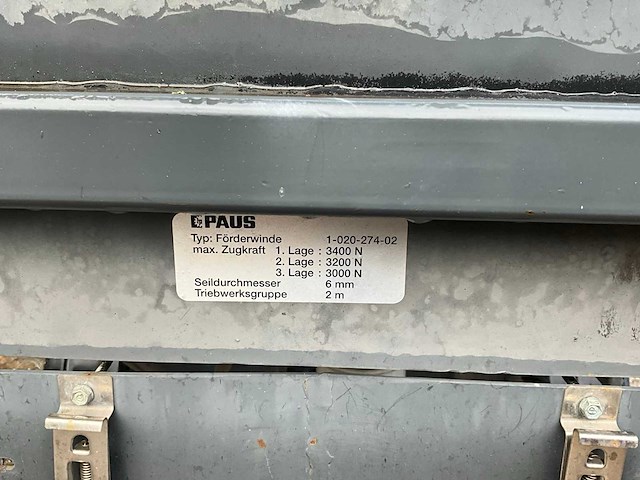 PAUS
Typ: Förderwinde 1-020-274-02
max. Zugkraft 1. Lage : 3400 N
2. Lage : 3200 N
3. Lage : 3000 N
Seildurchmesser 6 mm
Triebwerksgruppe 2 m